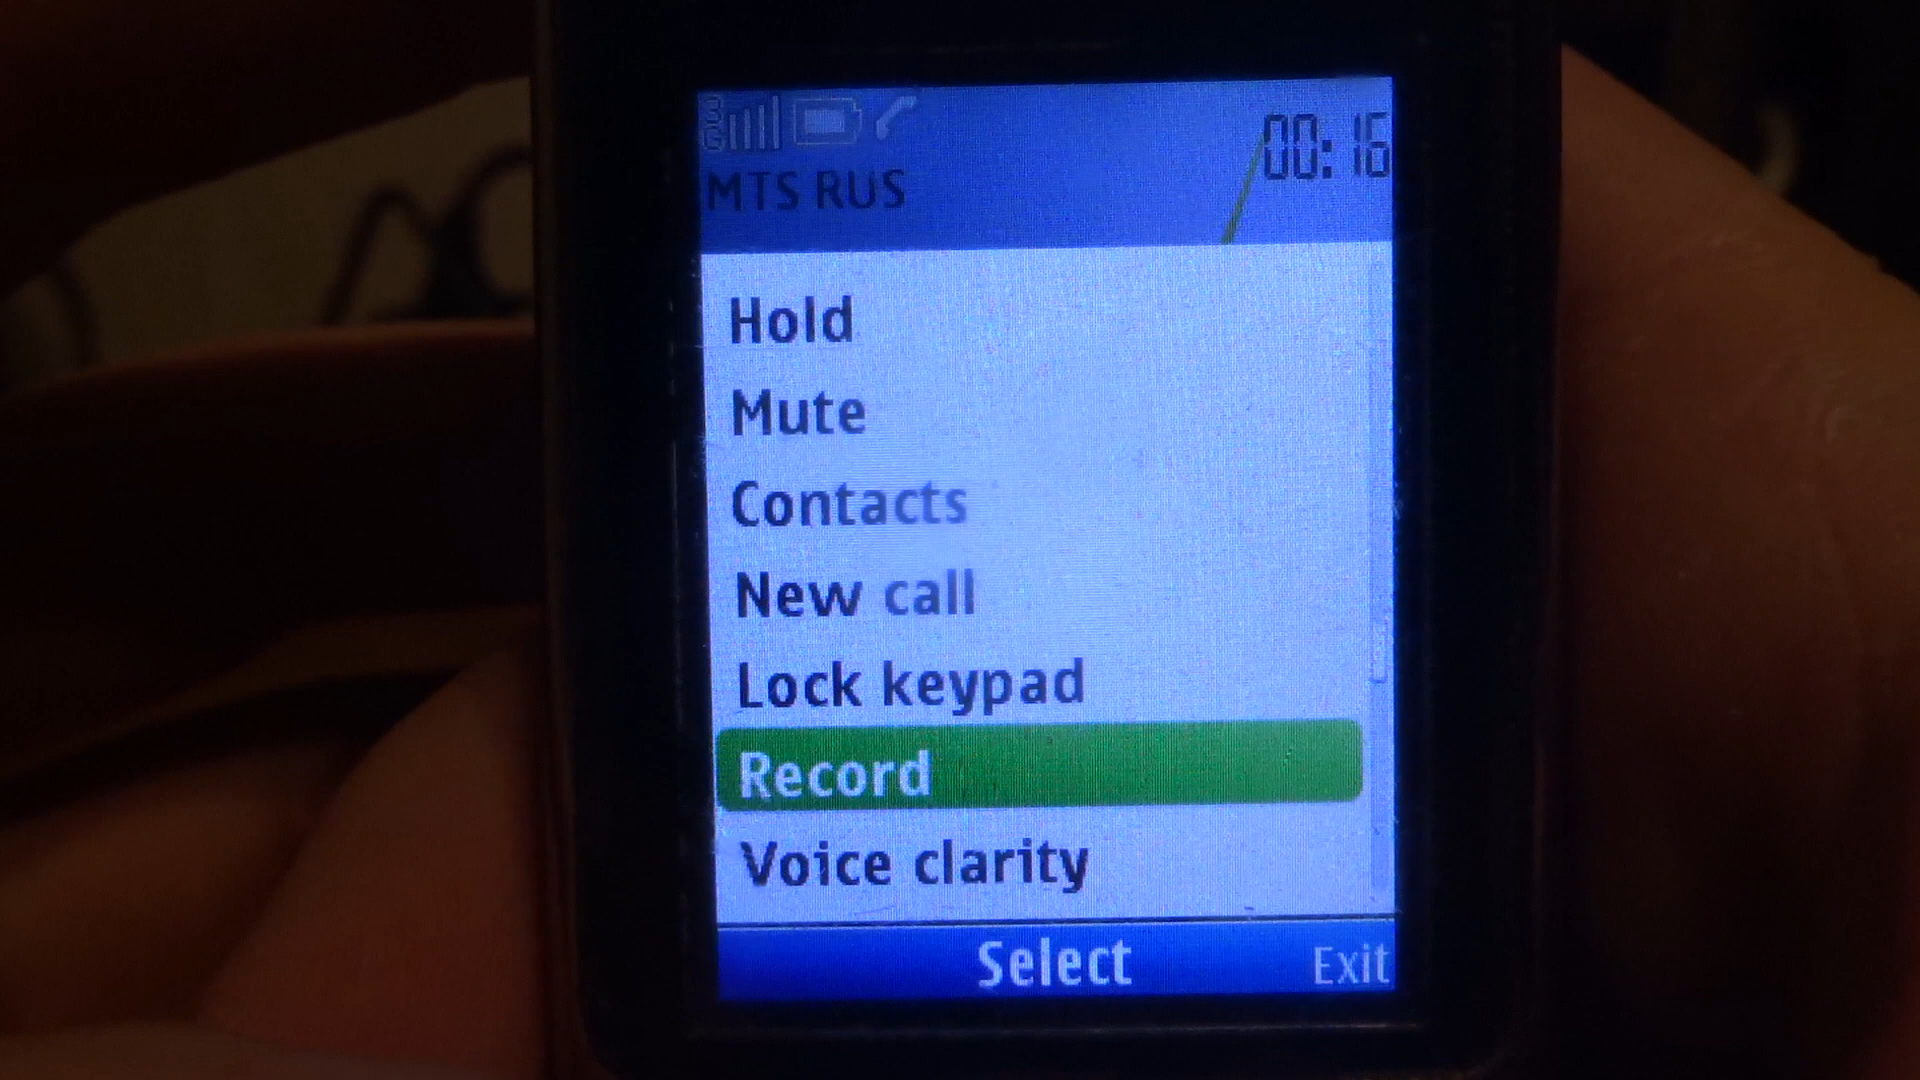 MTS RUS
00:16
Hold
Mute
Contacts
New call
Lock keypad
Record
Voice clarity
Select
Exit